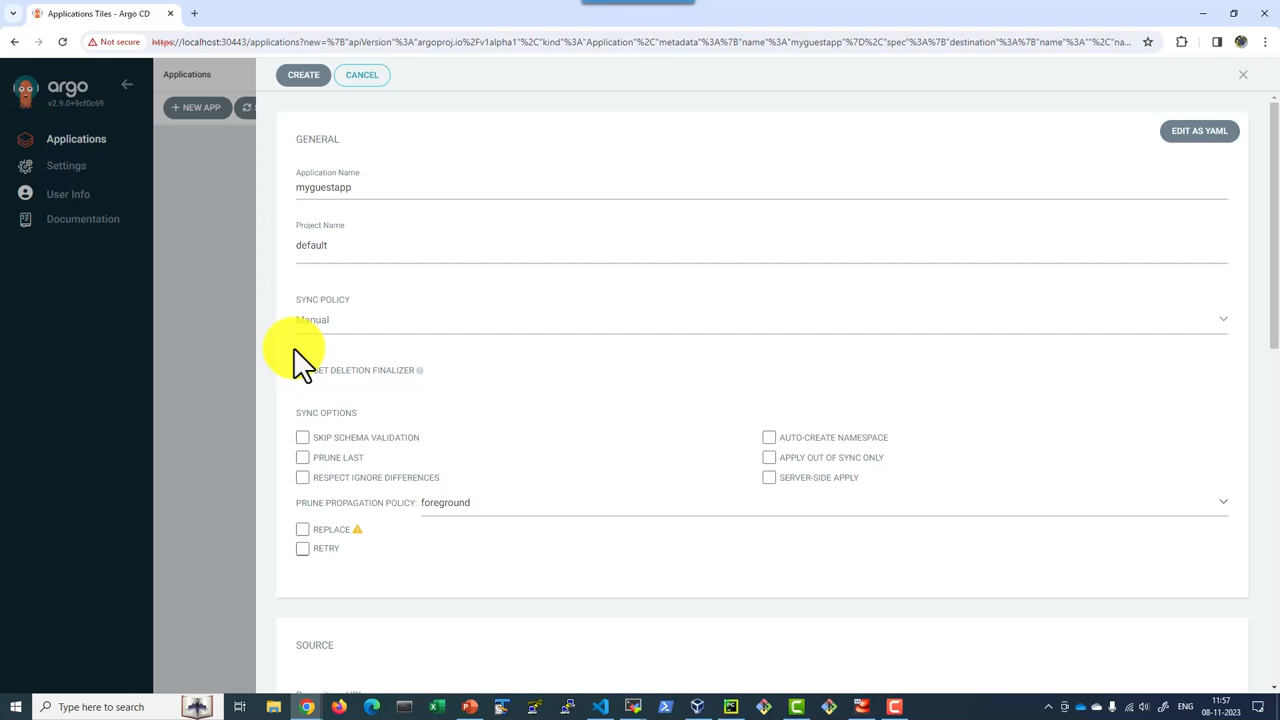 Applications Tiles - Argo CD
Not secure
https://localhost:30443/applications?new=%7B"apiVersion"%3A"argoproj.io%2Fv1alpha1"%2C"kind"%3A"Application"%2C"metadata"%3A%7B"name"%3A"myguestapp"%7D%2C"spec"%3A%7B"destination"%3A%7B"name"%3A""%2C"na...
argo
v2.9.0+9cf0c69
Applications
Settings
User Info
Documentation
Applications
+ NEW APP
CREATE
CANCEL
GENERAL
EDIT AS YAML
Application Name
myguestapp
Project Name
default
SYNC POLICY
Manual
SET DELETION FINALIZER
SYNC OPTIONS
SKIP SCHEMA VALIDATION
AUTO-CREATE NAMESPACE
PRUNE LAST
APPLY OUT OF SYNC ONLY
RESPECT IGNORE DIFFERENCES
SERVER-SIDE APPLY
PRUNE PROPAGATION POLICY: foreground
REPLACE
RETRY
SOURCE
Type here to search
ENG
11:57
08-11-2023